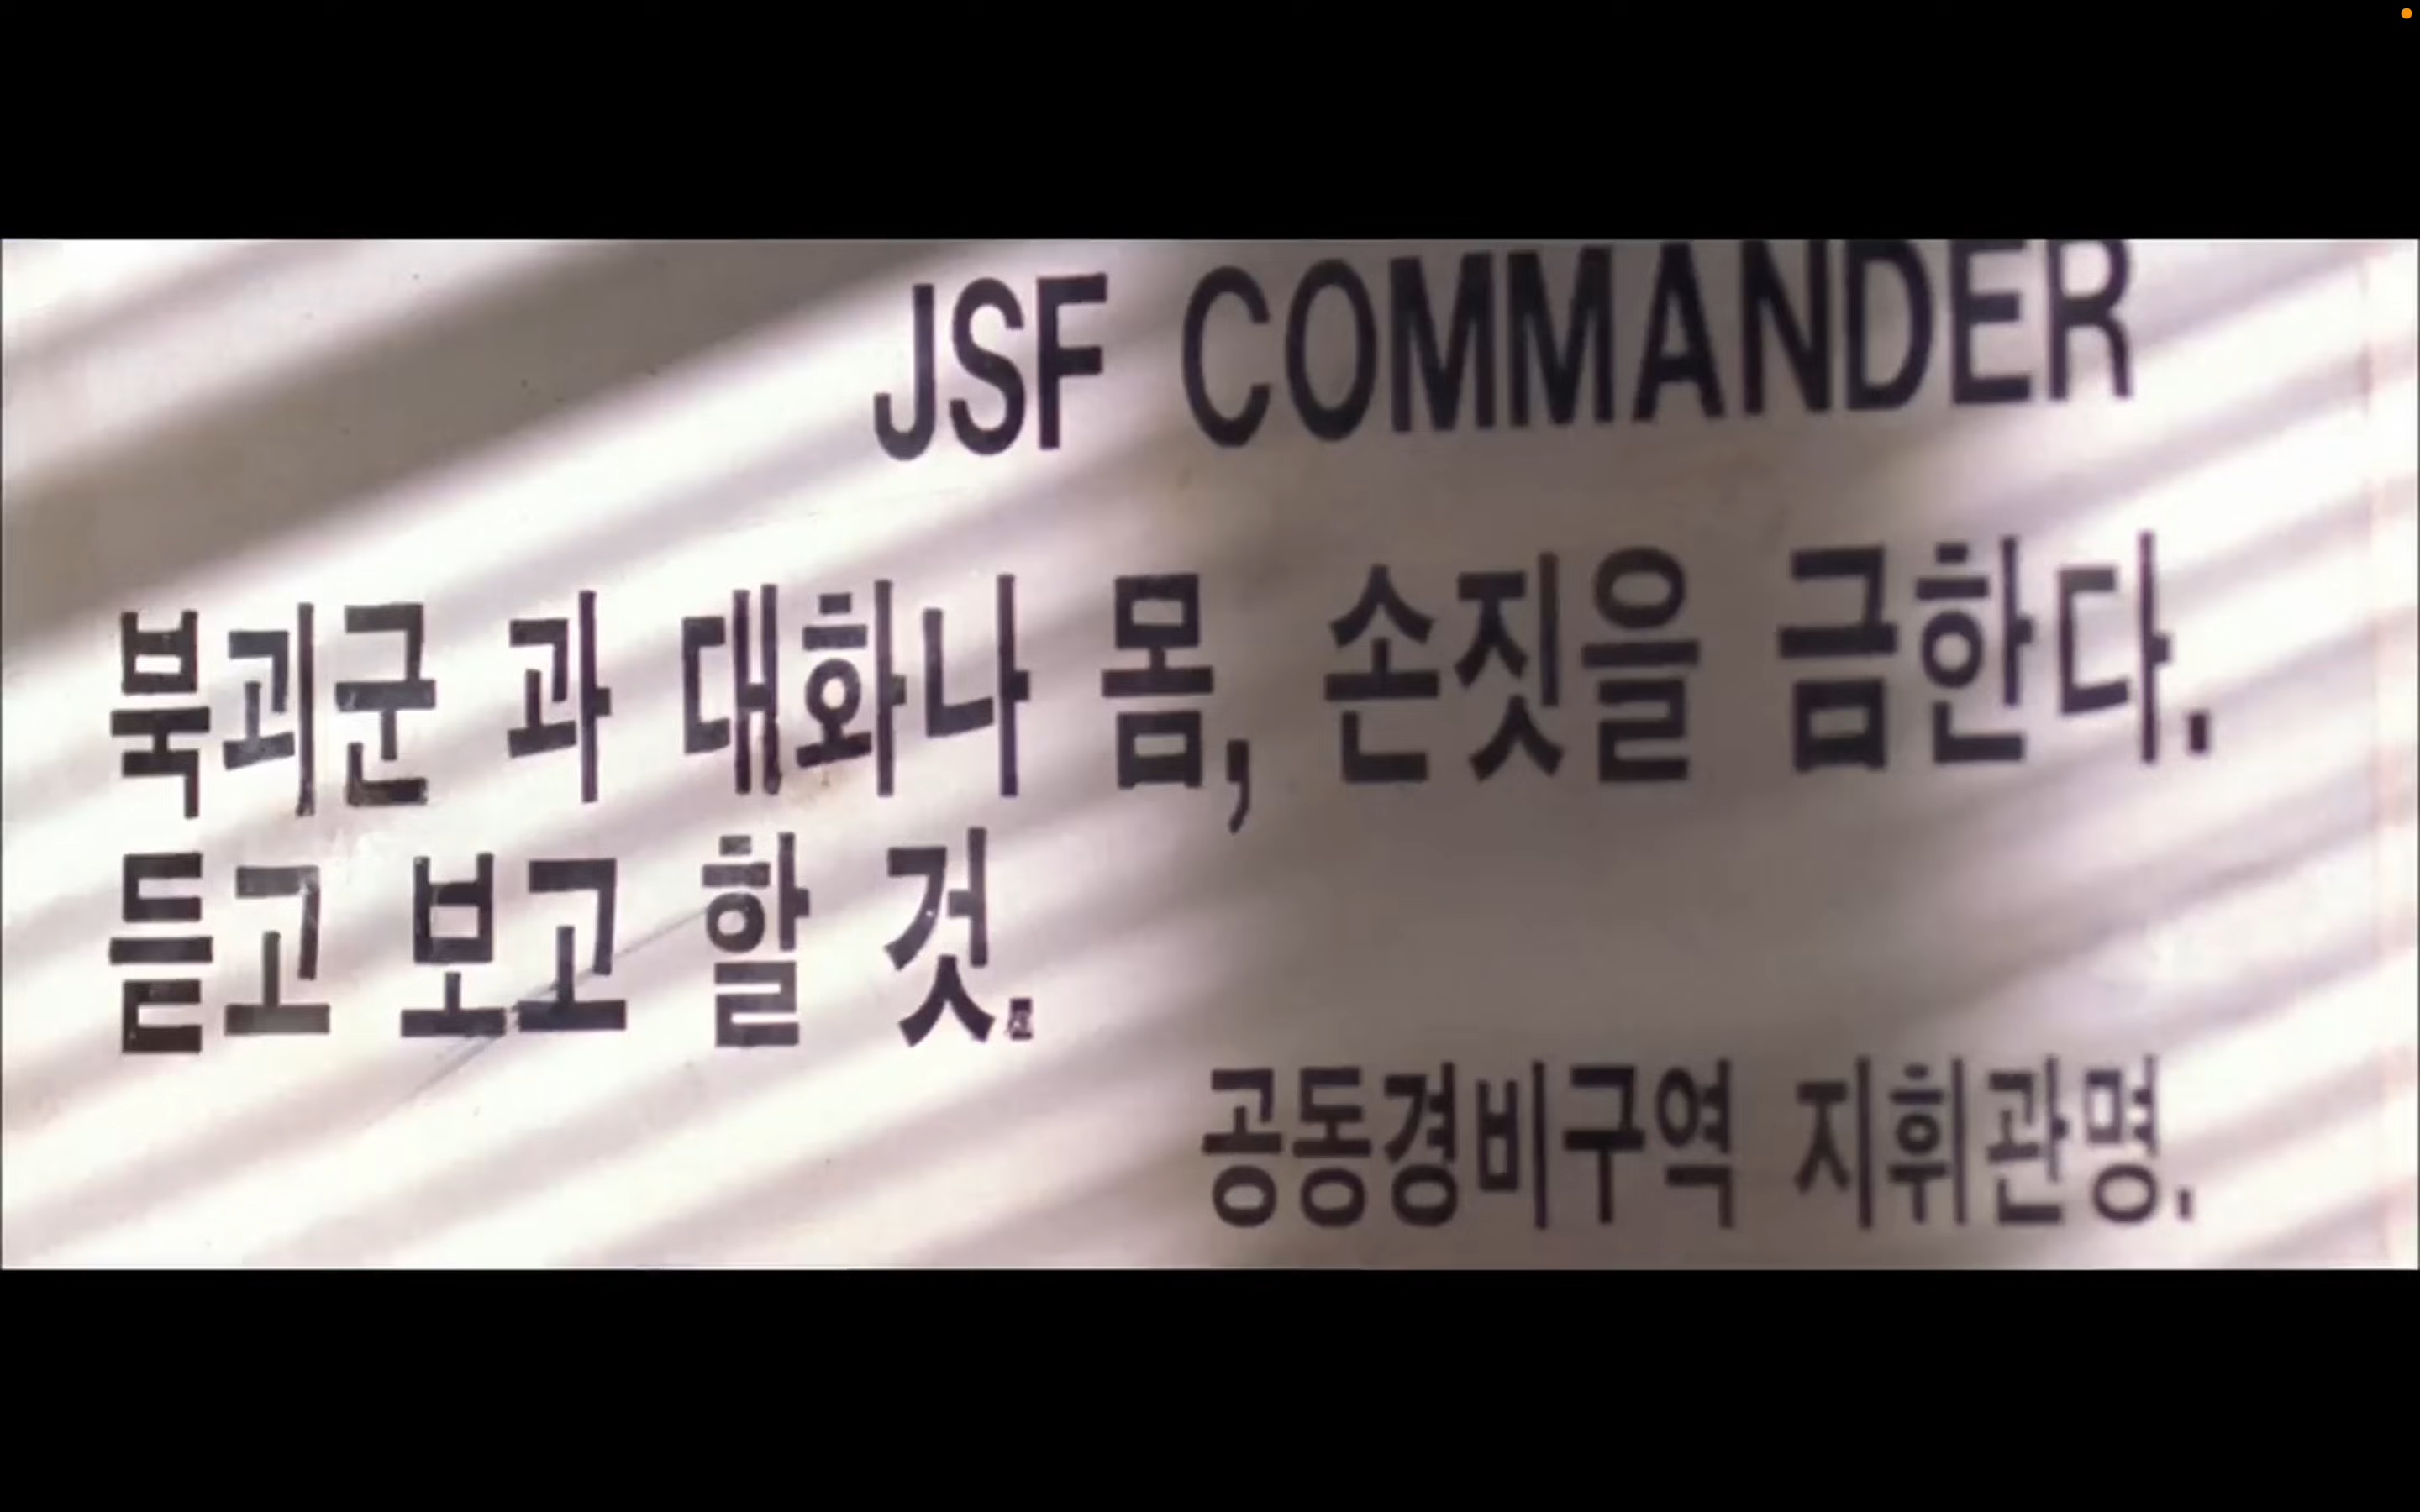 JSF COMMANDER
북괴군 과 대화나 몸, 손짓을 금한다.
듣고 보고 할 것.
공동경비구역 지휘관명.